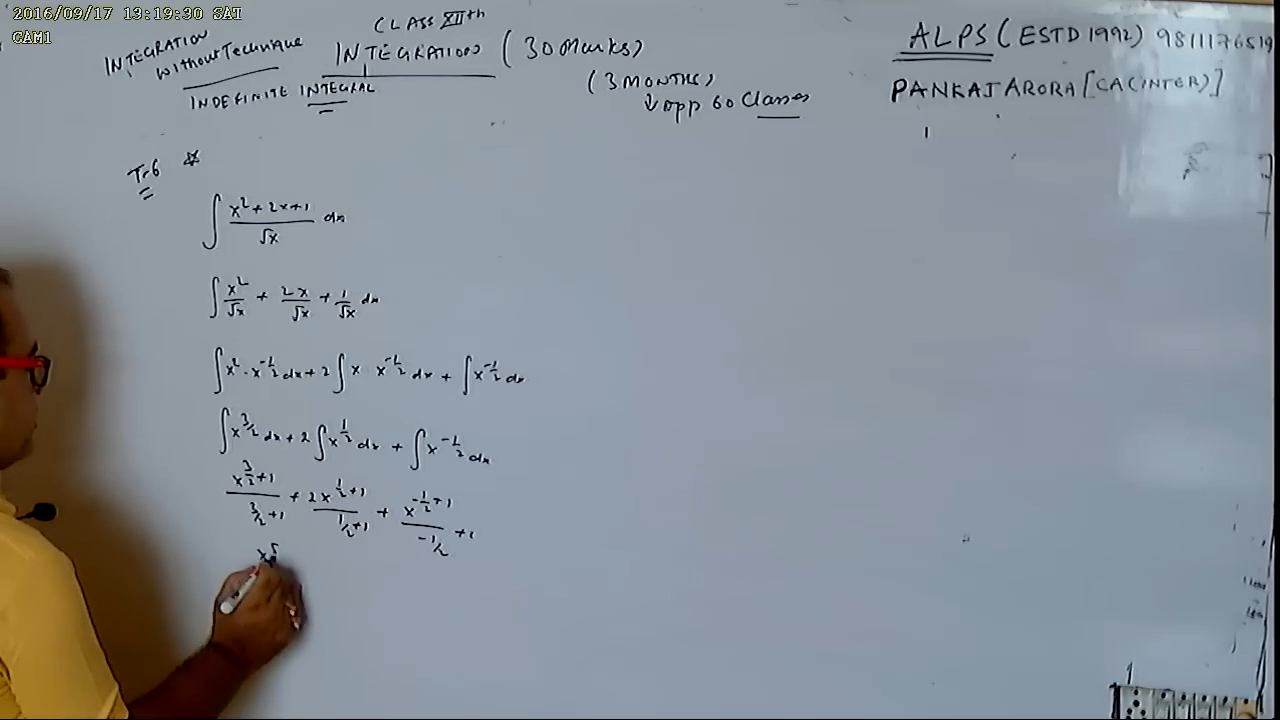 2016/09/17 13:19:30 SAT
CAM1
INTEGRATION
without Technique
CLASS XIIth
INTEGRATIONS (30 Marks)
INDEFINITE INTEGRAL
(3 MONTHS)
↓ opp 60 Classes
ALPS (ESTD 1992) 9811176519
PANKAJ ARORA [CA(INTER)]
∫ (x² + 2x + 1)/√x dx
∫ x²/√x + 2x/√x + 1/√x dx
∫ x² · x^(-1/2) dx + 2 ∫ x · x^(-1/2) dx + ∫ x^(-1/2) dx
∫ x^(3/2) dx + 2 ∫ x^(1/2) dx + ∫ x^(-1/2) dx
x^(3/2 + 1)/(3/2 + 1) + 2x^(1/2 + 1)/(1/2 + 1) + x^(-1/2 + 1)/(-1/2 + 1)